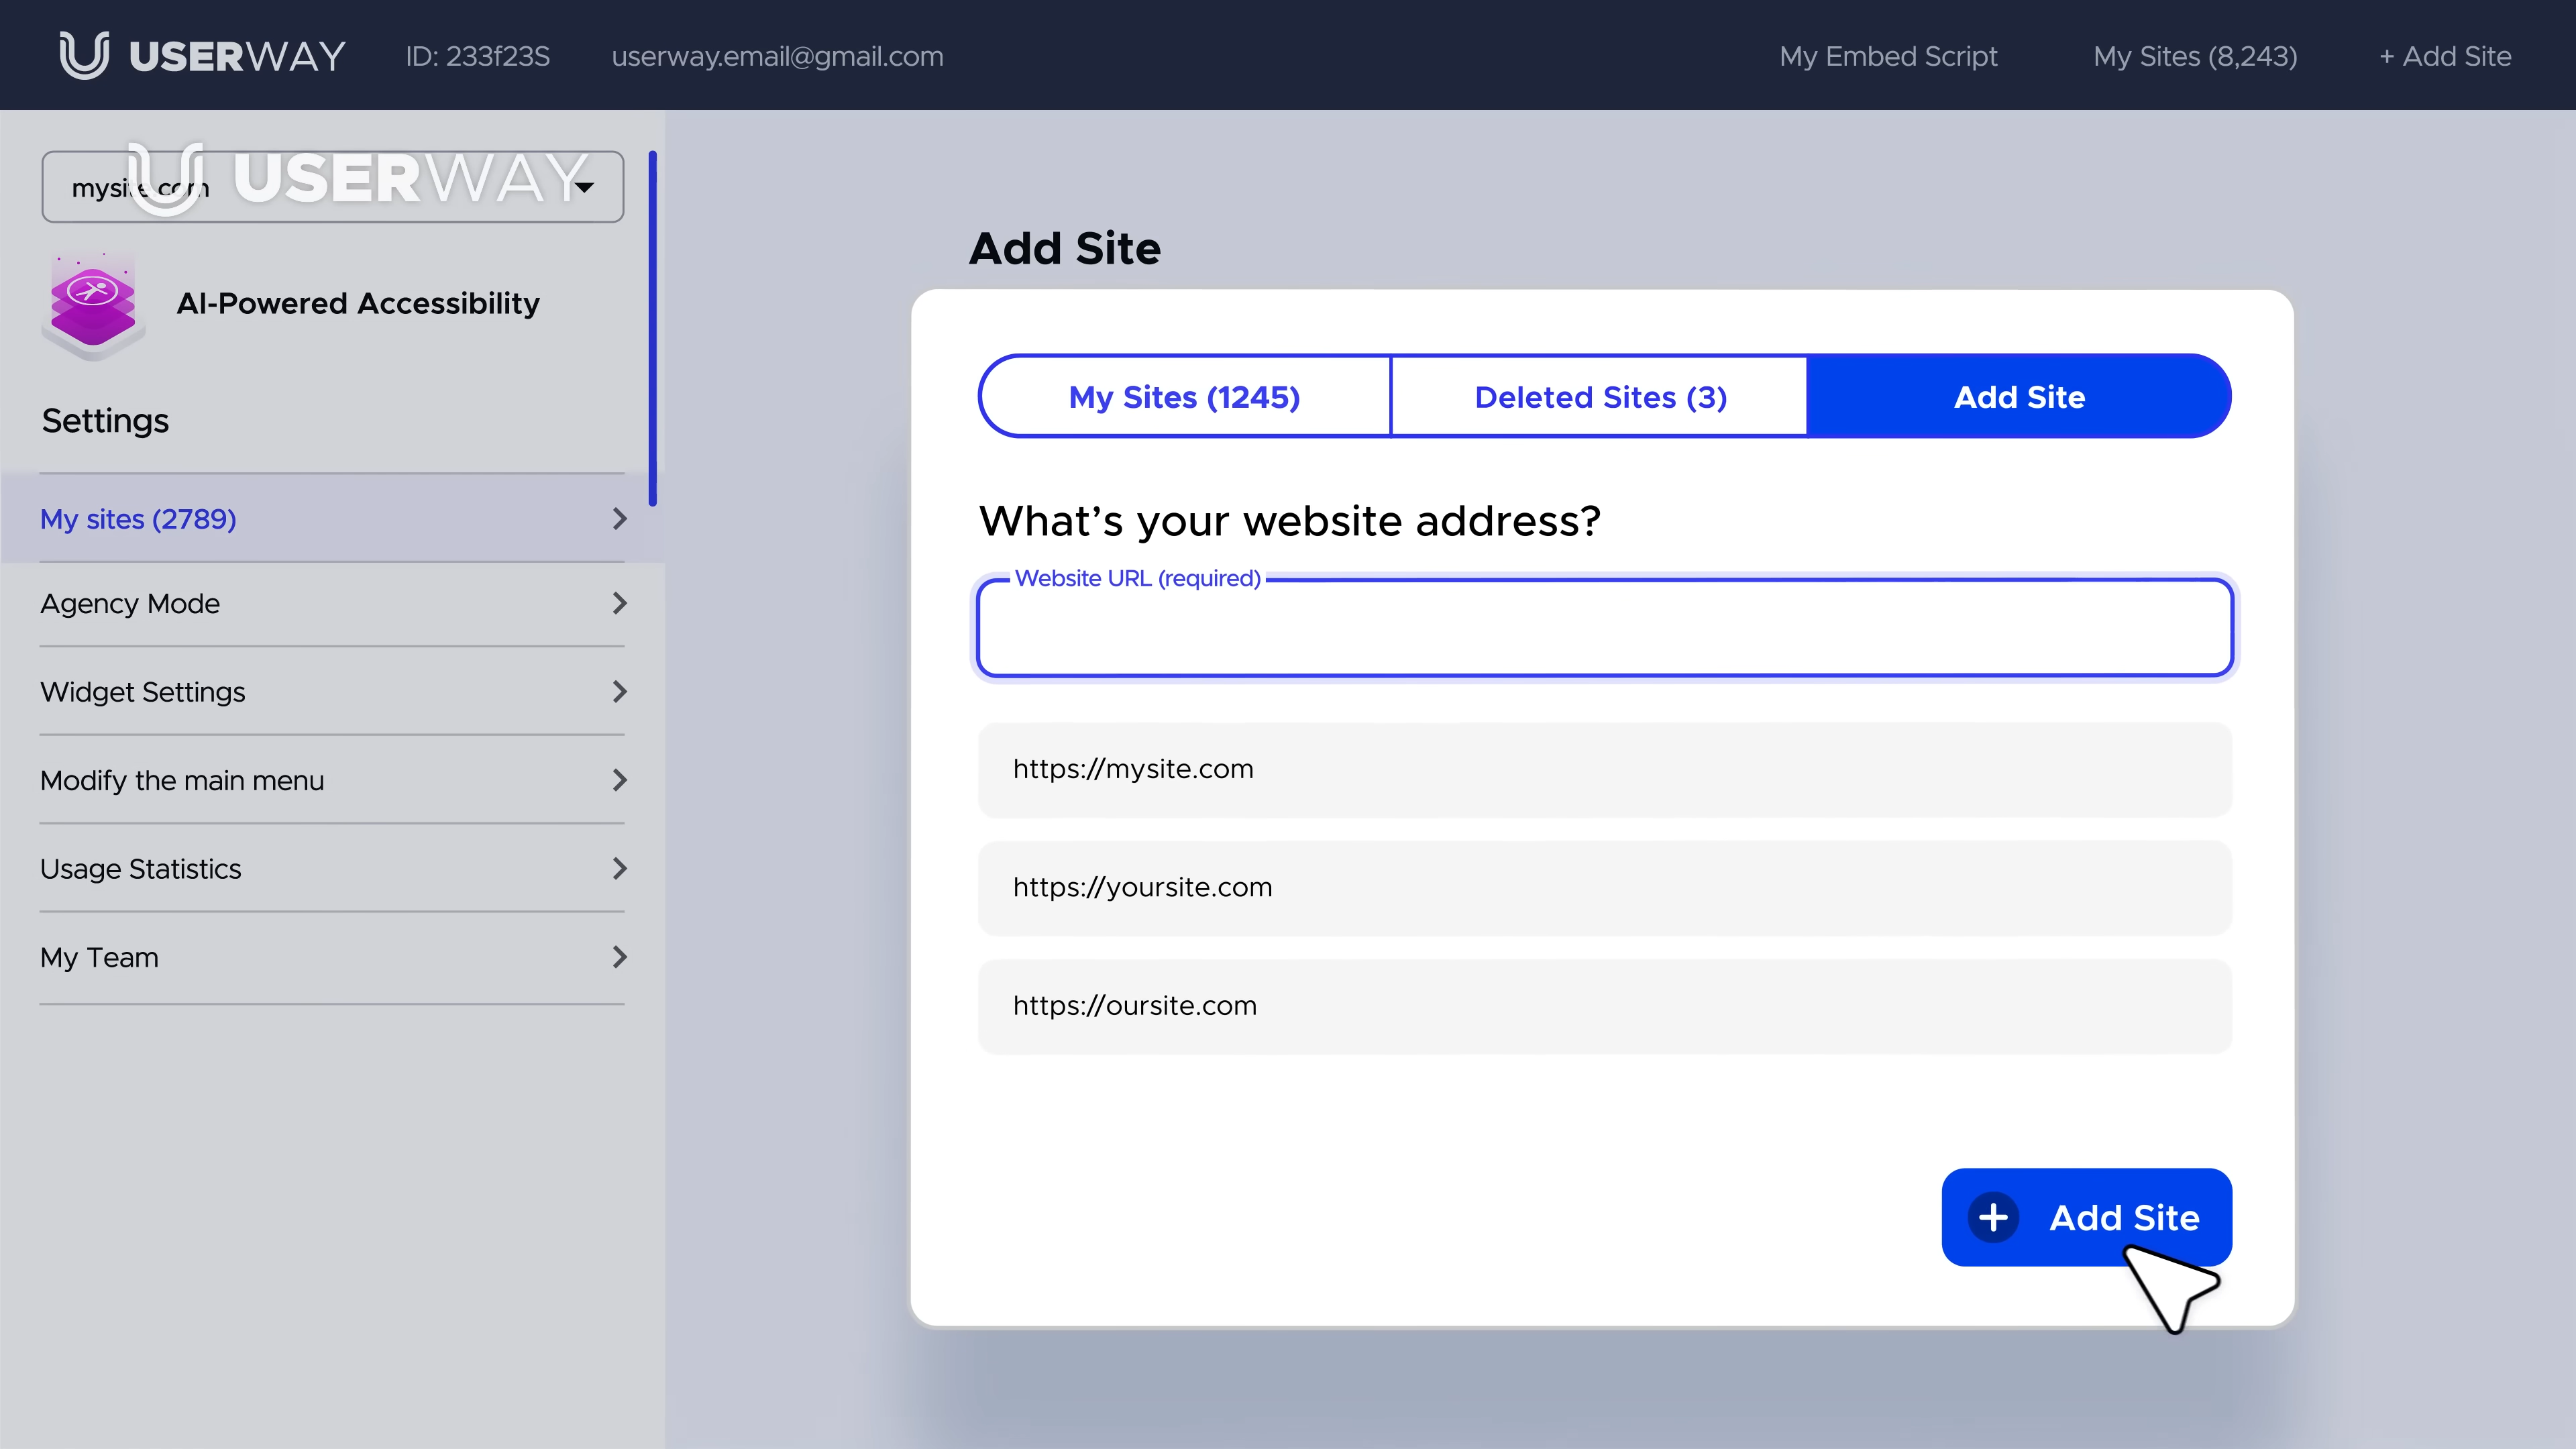 USERWAY
ID: 233f23S
userway.email@gmail.com
My Embed Script
My Sites (8,243)
+ Add Site
mysite.com
USERWAY
AI-Powered Accessibility
Settings
My sites (2789)
Agency Mode
Widget Settings
Modify the main menu
Usage Statistics
My Team
Add Site
My Sites (1245)
Deleted Sites (3)
Add Site
What's your website address?
Website URL (required)
https://mysite.com
https://yoursite.com
https://oursite.com
Add Site